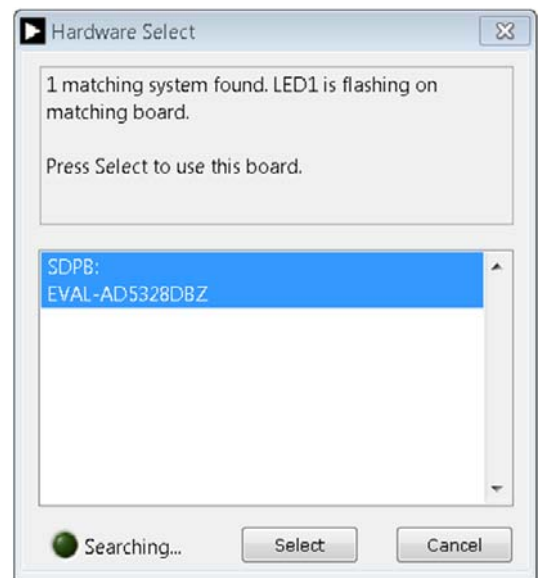 Hardware Select
1 matching system found. LED1 is flashing on
matching board.
Press Select to use this board.
SDPB:
EVAL-AD5328DBZ
Searching...
Select
Cancel